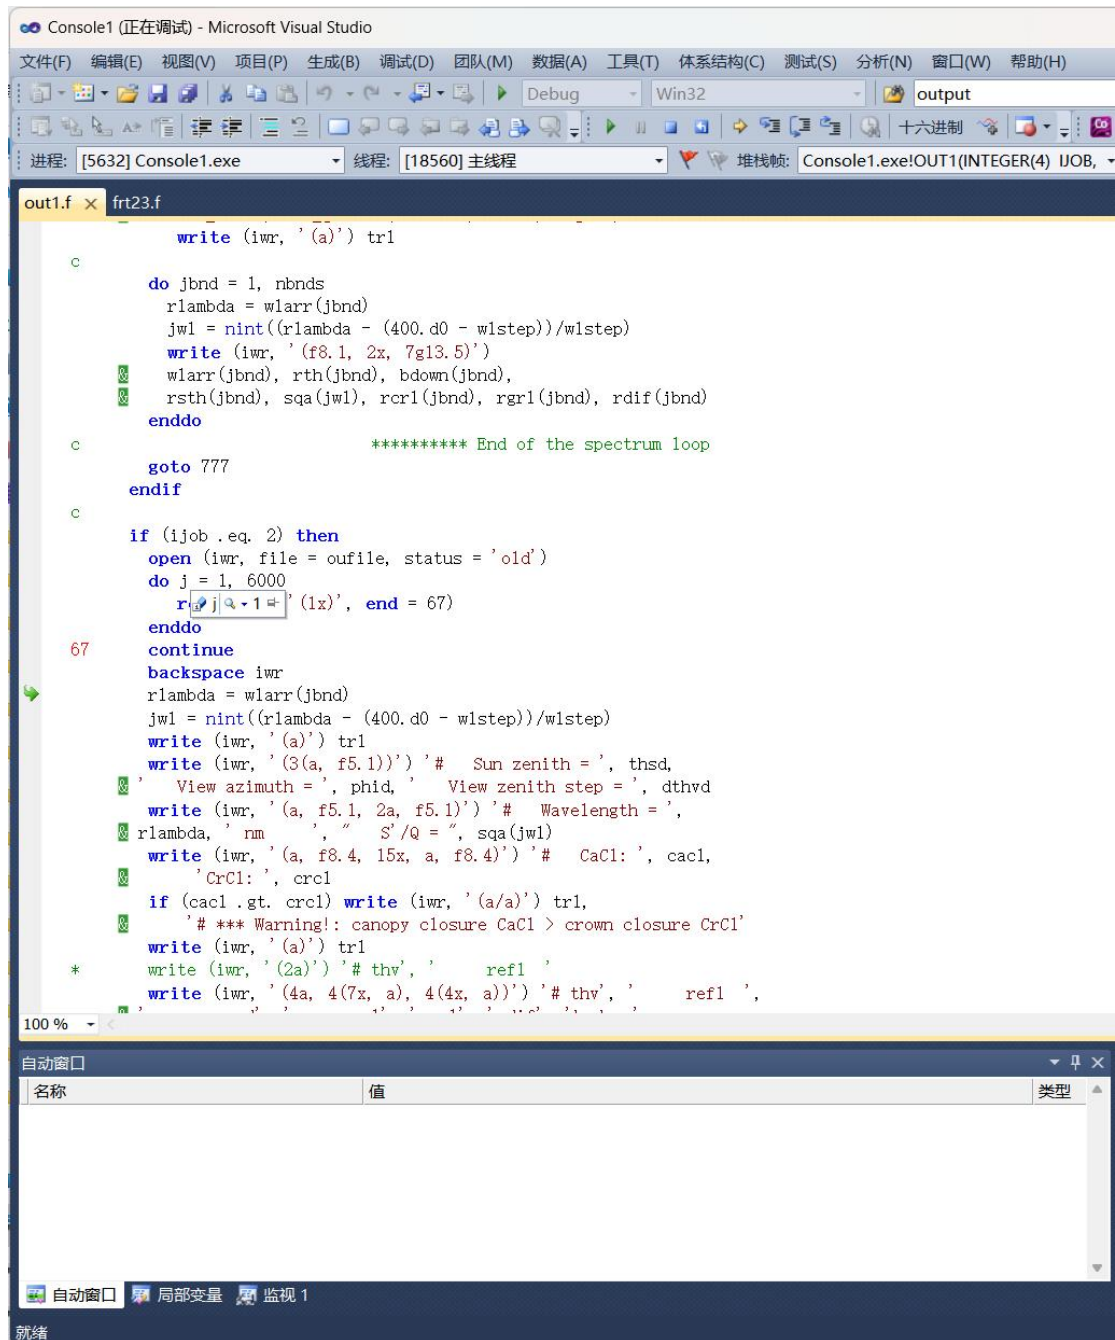 Console1 (正在调试) - Microsoft Visual Studio
文件(F) 编辑(E) 视图(V) 项目(P) 生成(B) 调试(D) 团队(M) 数据(A) 工具(T) 体系结构(C) 测试(S) 分析(N) 窗口(W) 帮助(H)
Debug Win32 output
十六进制
进程: [5632] Console1.exe 线程: [18560] 主线程 堆栈帧: Console1.exe!OUT1(INTEGER(4) IJOB,
out1.f frt23.f
write (iwr, '(a)') trl
c
do jbnd = 1, nbnds
rlambda = wlarr(jbnd)
jwl = nint((rlambda - (400.d0 - wlstep))/wlstep)
write (iwr, '(f8.1, 2x, 7g13.5)')
& wlarr(jbnd), rth(jbnd), bdown(jbnd),
& rsth(jbnd), sqa(jwl), rcrl(jbnd), rgrl(jbnd), rdif(jbnd)
enddo
c ********** End of the spectrum loop
goto 777
endif
c
if (ijob .eq. 2) then
open (iwr, file = oufile, status = 'old')
do j = 1, 6000
j 1 '(1x)', end = 67)
enddo
67 continue
backspace iwr
rlambda = wlarr(jbnd)
jwl = nint((rlambda - (400.d0 - wlstep))/wlstep)
write (iwr, '(a)') trl
write (iwr, '(3(a, f5.1))') '# Sun zenith = ', thsd,
& ' View azimuth = ', phid, ' View zenith step = ', dthvd
write (iwr, '(a, f5.1, 2a, f5.1)') '# Wavelength = ',
& rlambda, ' nm ', " S'/Q = ", sqa(jwl)
write (iwr, '(a, f8.4, 15x, a, f8.4)') '# CaCl: ', cacl,
& 'CrCl: ', crcl
if (cacl .gt. crcl) write (iwr, '(a/a)') trl,
& '# *** Warning!: canopy closure CaCl > crown closure CrCl'
write (iwr, '(a)') trl
* write (iwr, '(2a)') '# thv', ' ref1 '
write (iwr, '(4a, 4(7x, a), 4(4x, a))') '# thv', ' ref1 ',
100 %
自动窗口
名称 值 类型
自动窗口 局部变量 监视 1
就绪